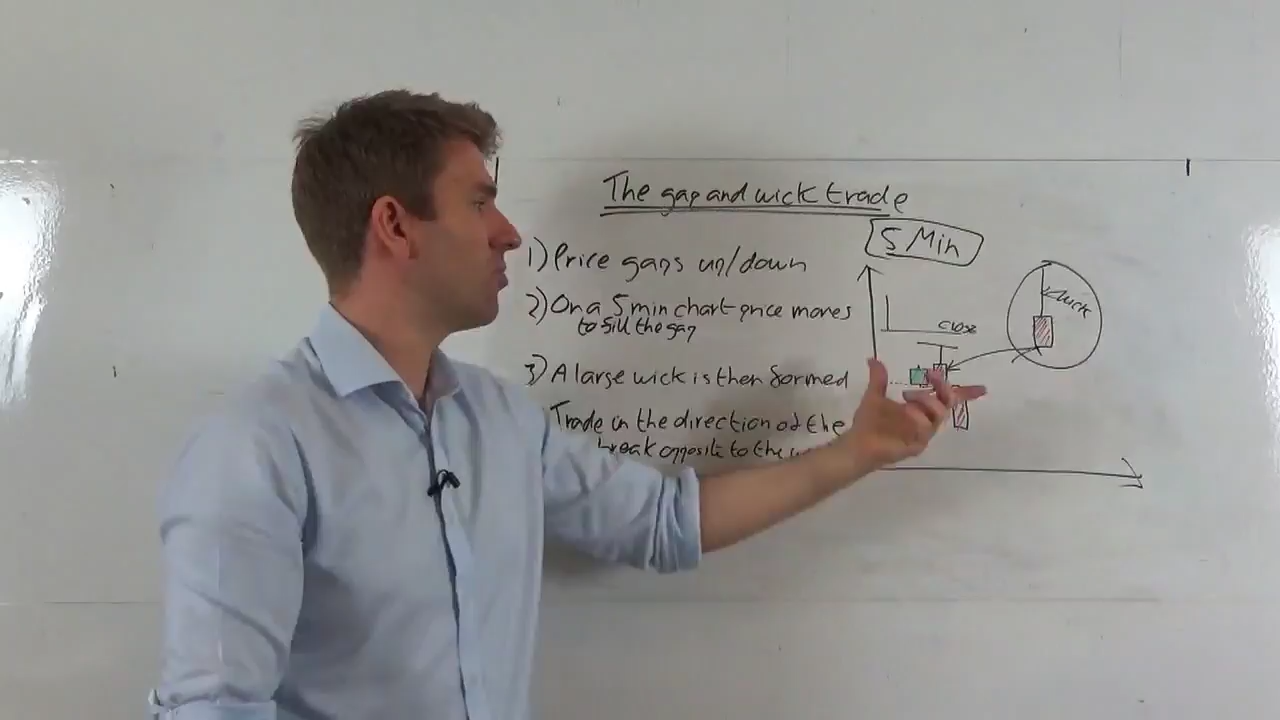 The gap and wick trade
5 Min
1) Price gaps up/down
2) On a 5 min chart price moves
to fill the gap
3) A large wick is then formed
Trade in the direction of the
break opposite to the
close
wick